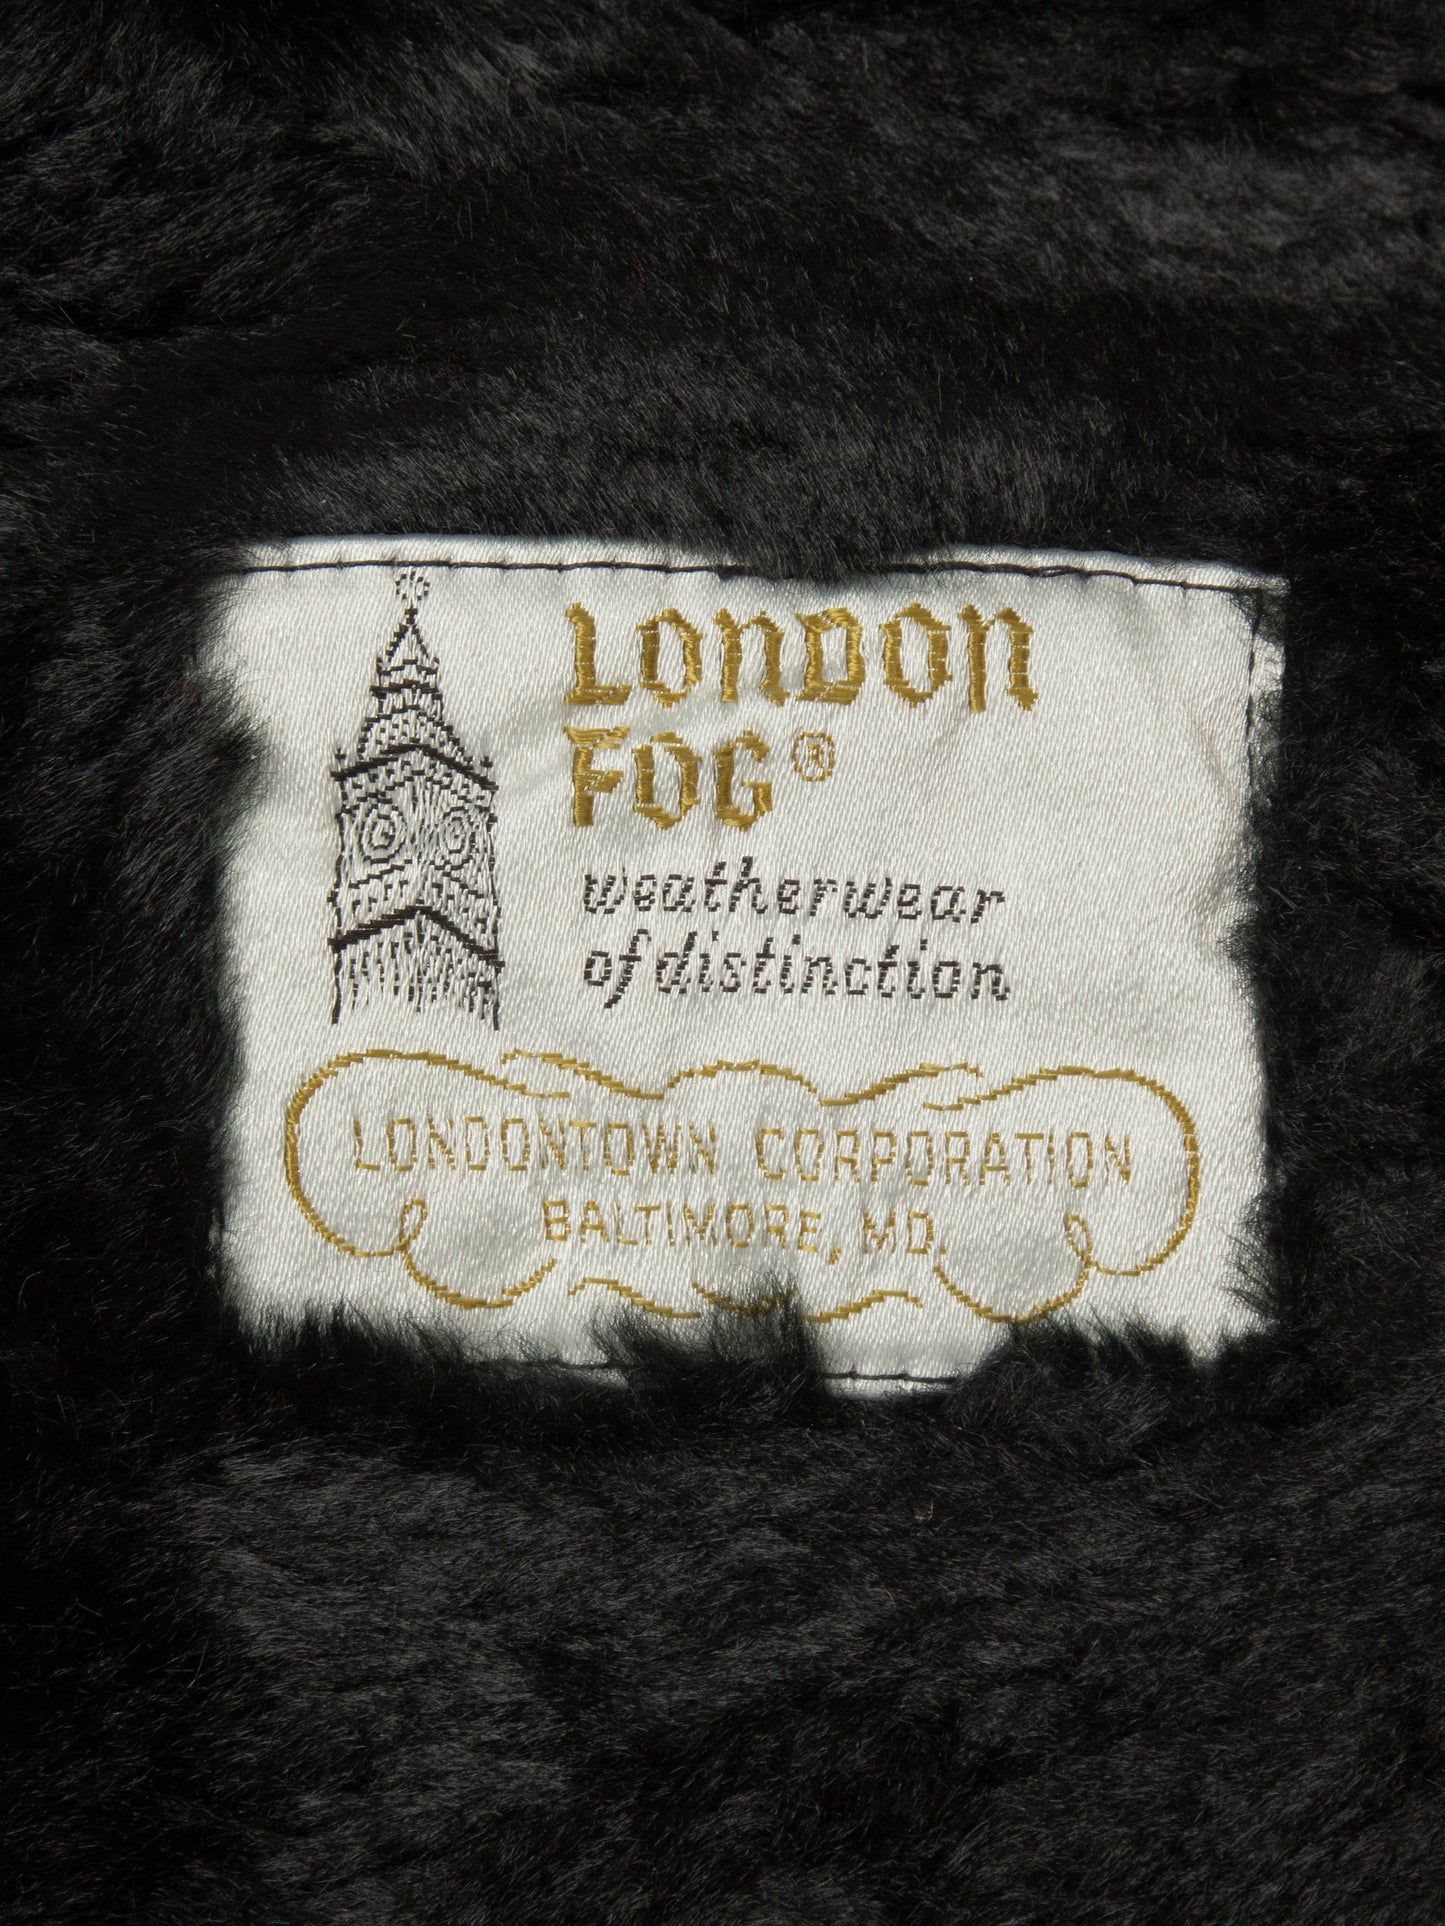 LONDON
FOG®
weatherwear
of distinction
LONDONTOWN CORPORATION
BALTIMORE, MD.